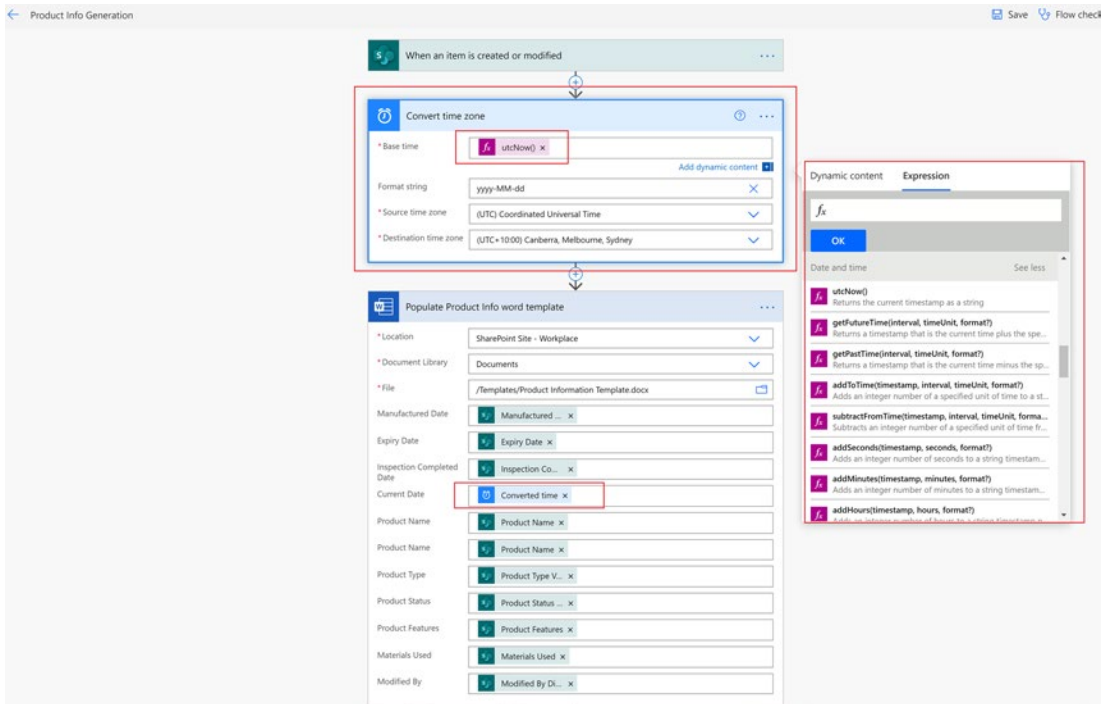 Product Info Generation
Save
Flow check
When an item is created or modified
Convert time zone
* Base time
fx utcNow() ×
Add dynamic content
Format string
yyyy-MM-dd
* Source time zone
(UTC) Coordinated Universal Time
* Destination time zone
(UTC+10:00) Canberra, Melbourne, Sydney
Populate Product Info word template
* Location
SharePoint Site - Workplace
* Document Library
Documents
* File
/Templates/Product Information Template.docx
Manufactured Date
Manufactured ... ×
Expiry Date
Expiry Date ×
Inspection Completed
Date
Inspection Co... ×
Current Date
Converted time ×
Product Name
Product Name ×
Product Name
Product Name ×
Product Type
Product Type V... ×
Product Status
Product Status ... ×
Product Features
Product Features ×
Materials Used
Materials Used ×
Modified By
Modified By Di... ×
Dynamic content
Expression
fx
OK
Date and time
See less
fx utcNow()
Returns the current timestamp as a string
fx getFutureTime(interval, timeUnit, format?)
Returns a timestamp that is the current time plus the spe...
fx getPastTime(interval, timeUnit, format?)
Returns a timestamp that is the current time minus the sp...
fx addToTime(timestamp, interval, timeUnit, format?)
Adds an integer number of a specified unit of time to a st...
fx subtractFromTime(timestamp, interval, timeUnit, forma...
Subtracts an integer number of a specified unit of time fr...
fx addSeconds(timestamp, seconds, format?)
Adds an integer number of seconds to a string timestam...
fx addMinutes(timestamp, minutes, format?)
Adds an integer number of minutes to a string timestam...
fx addHours(timestamp, hours, format?)